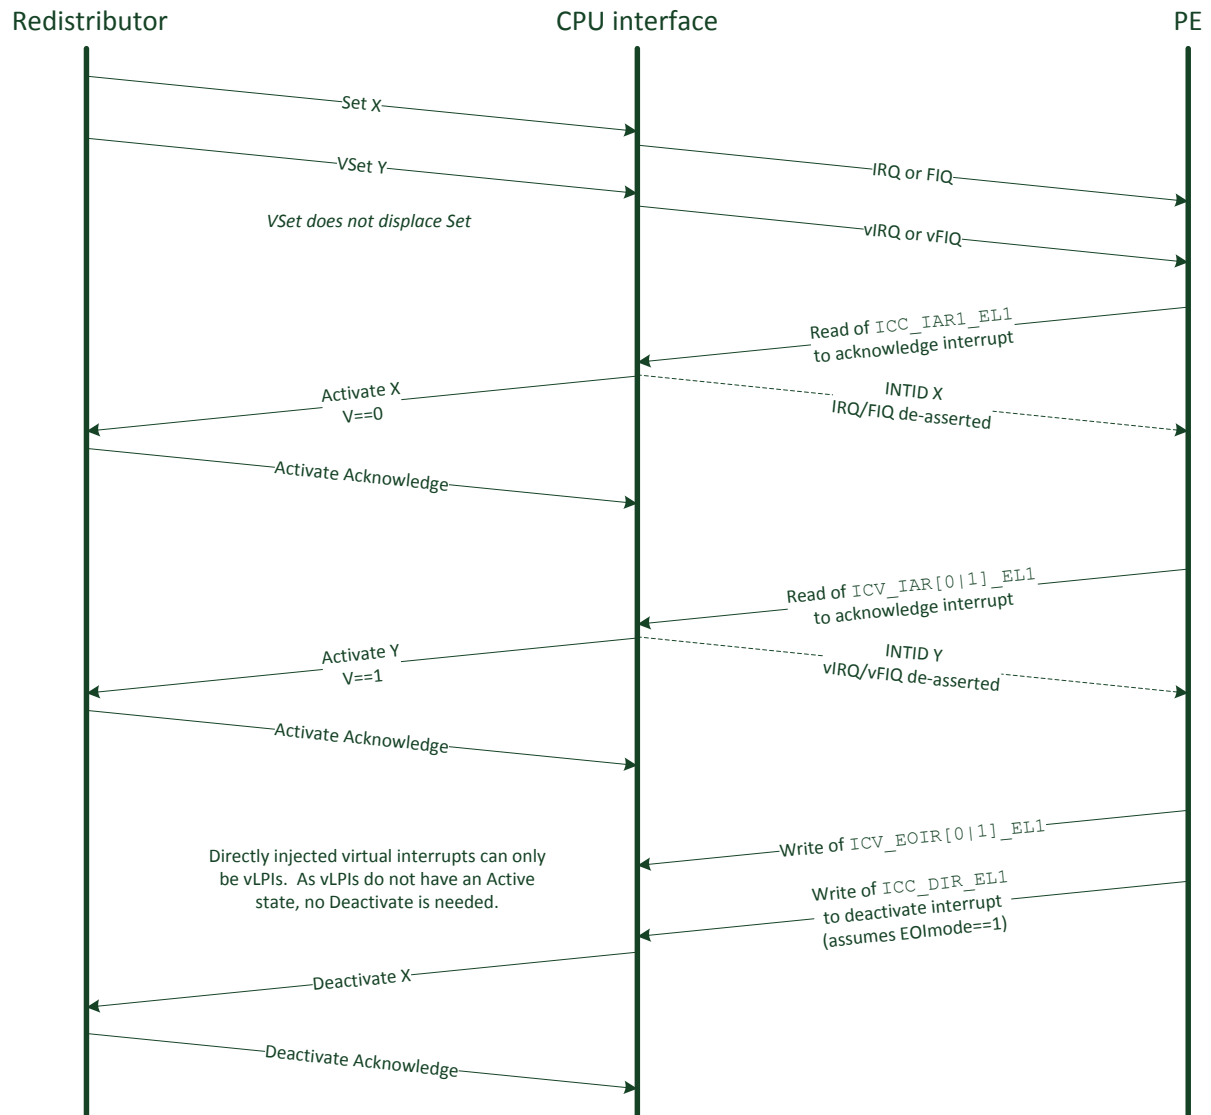 Redistributor
CPU interface
PE
Set X
VSet Y
IRQ or FIQ
VSet does not displace Set
vIRQ or vFIQ
Read of ICC_IAR1_EL1
to acknowledge interrupt
Activate X
V==0
INTID X
IRQ/FIQ de-asserted
Activate Acknowledge
Read of ICV_IAR[0|1]_EL1
to acknowledge interrupt
Activate Y
V==1
INTID Y
vIRQ/vFIQ de-asserted
Activate Acknowledge
Write of ICV_EOIR[0|1]_EL1
Directly injected virtual interrupts can only
be vLPIs. As vLPIs do not have an Active
state, no Deactivate is needed.
Write of ICC_DIR_EL1
to deactivate interrupt
(assumes EOImode==1)
Deactivate X
Deactivate Acknowledge